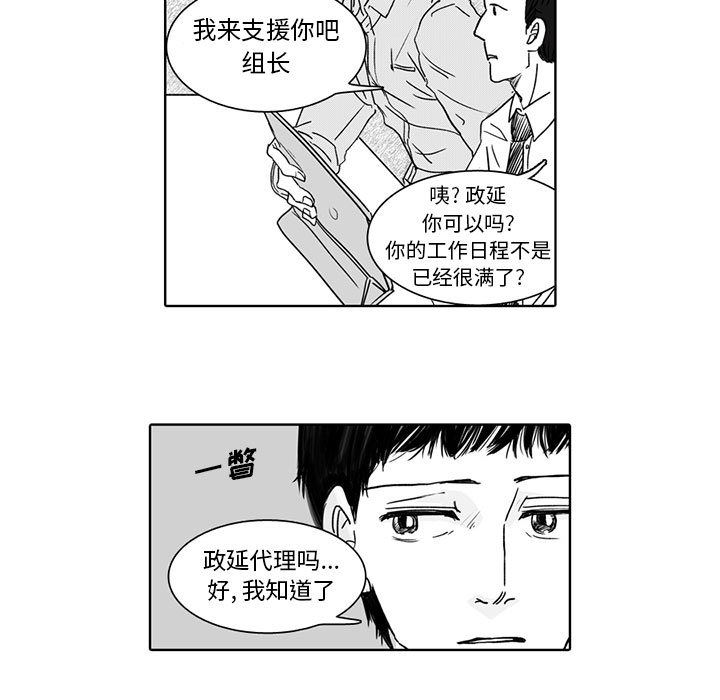 我来支援你吧
组长
咦? 政延
你可以吗?
你的工作日程不是
已经很满了?
一瞥
政延代理吗...
好, 我知道了